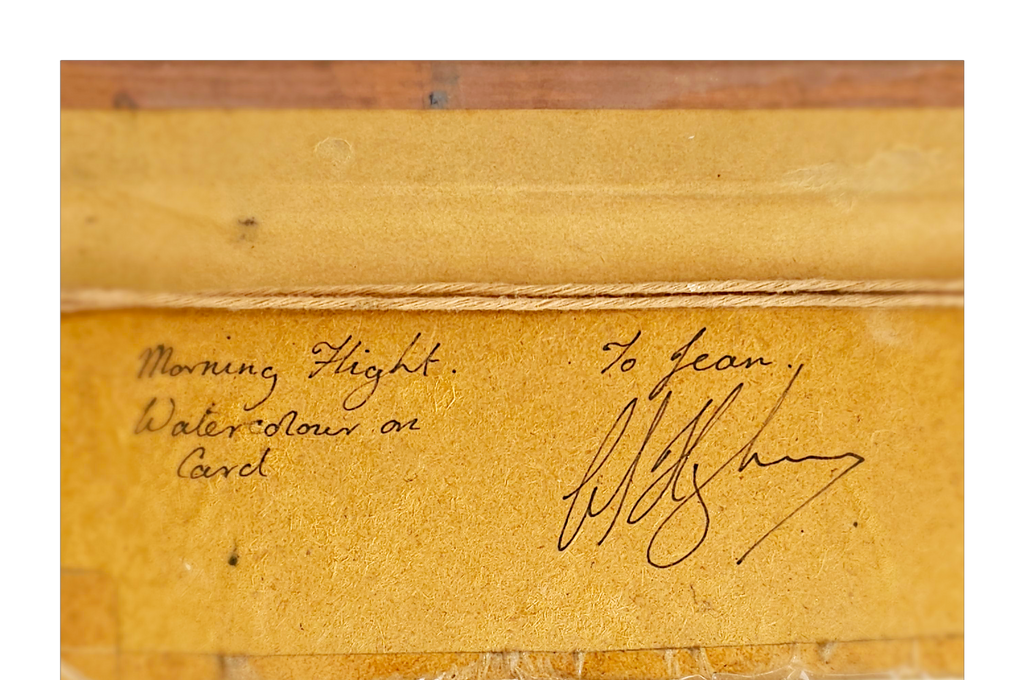 Morning Flight.
Watercolour on
Card
To Jean.